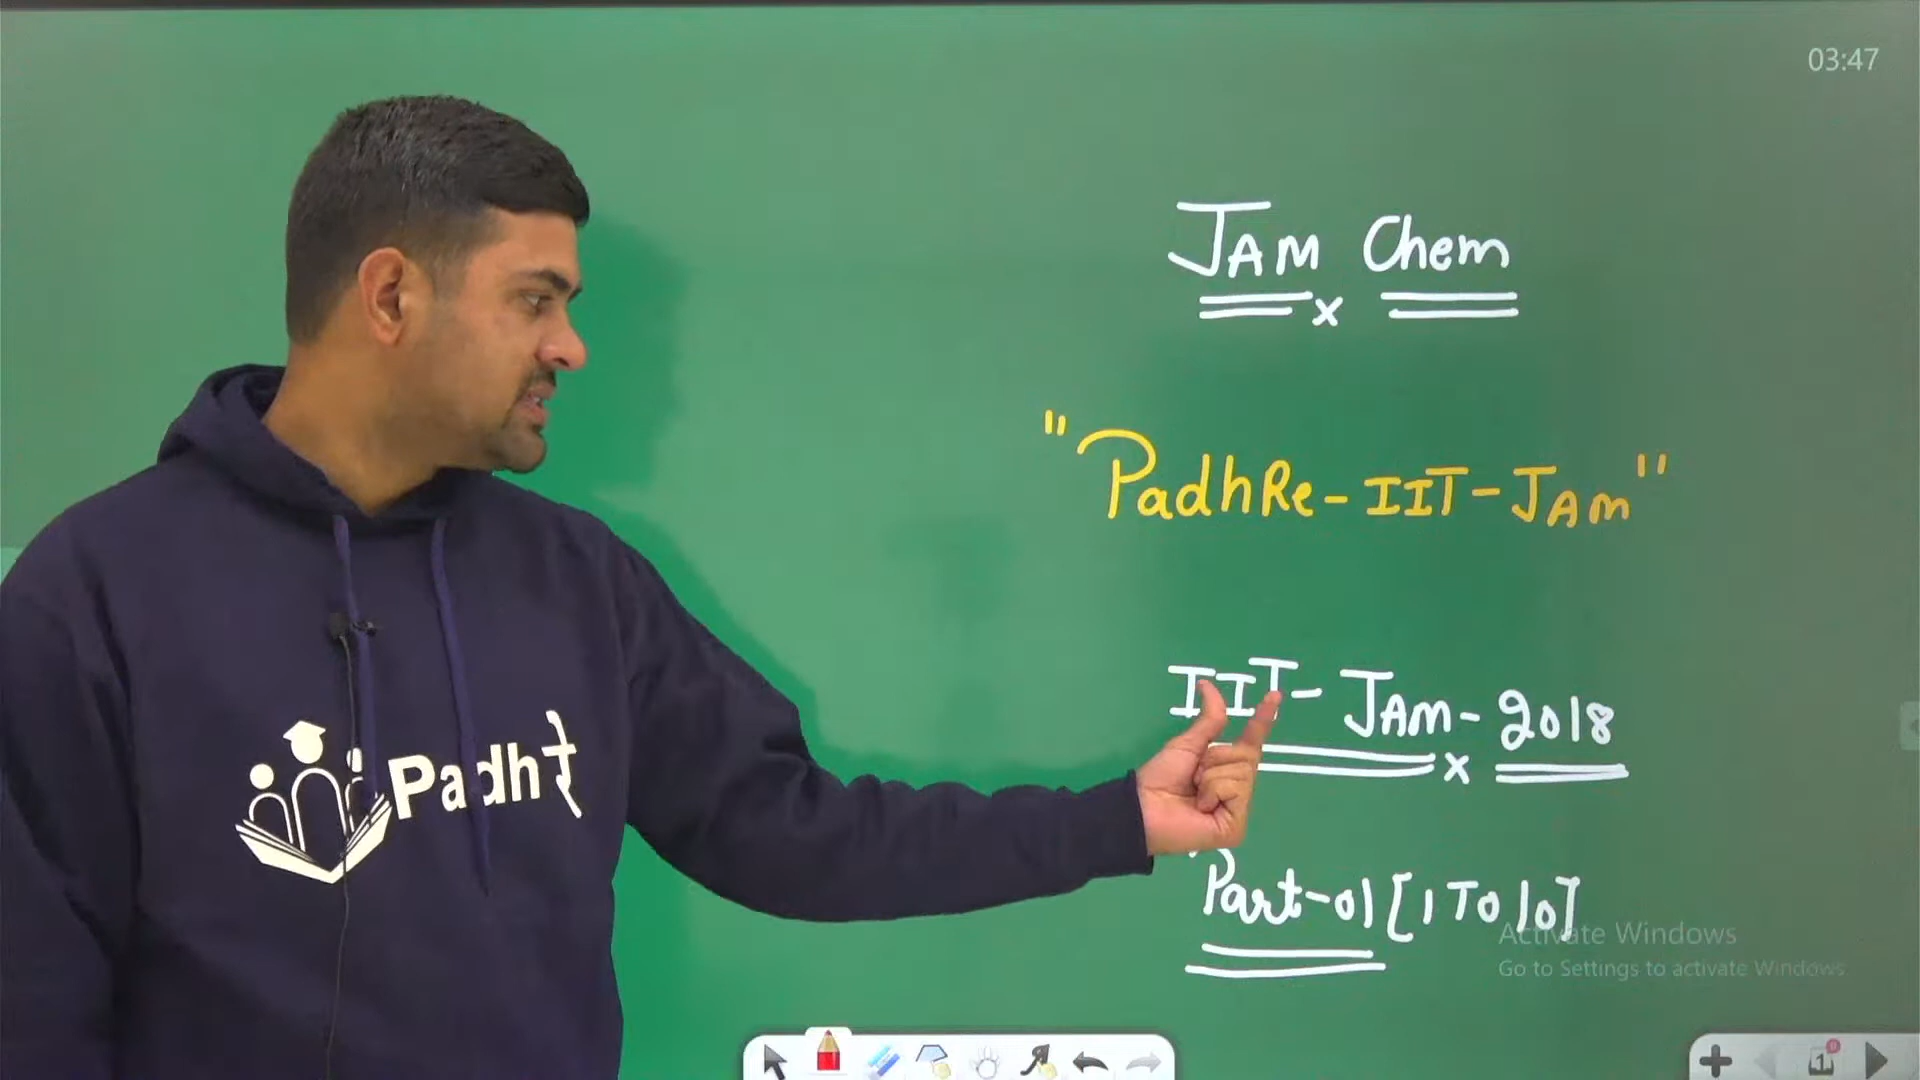 03:47
JAM Chem
x
"PadhRe-IIT-JAM"
IIT-JAM-2018
x
Padhरे
Part-01 [1 TO 10]
Activate Windows
Go to Settings to activate Windows
1